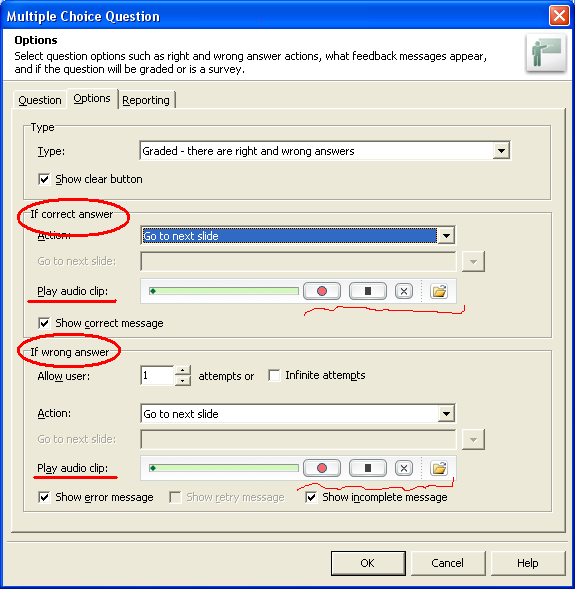 Multiple Choice Question
Options
Select question options such as right and wrong answer actions, what feedback messages appear,
and if the question will be graded or is a survey.
Question Options Reporting
Type
Type: Graded - there are right and wrong answers
Show clear button
If correct answer
Action: Go to next slide
Go to next slide:
Play audio clip:
Show correct message
If wrong answer
Allow user: 1 attempts or Infinite attempts
Action: Go to next slide
Go to next slide:
Play audio clip:
Show error message Show retry message Show incomplete message
OK Cancel Help